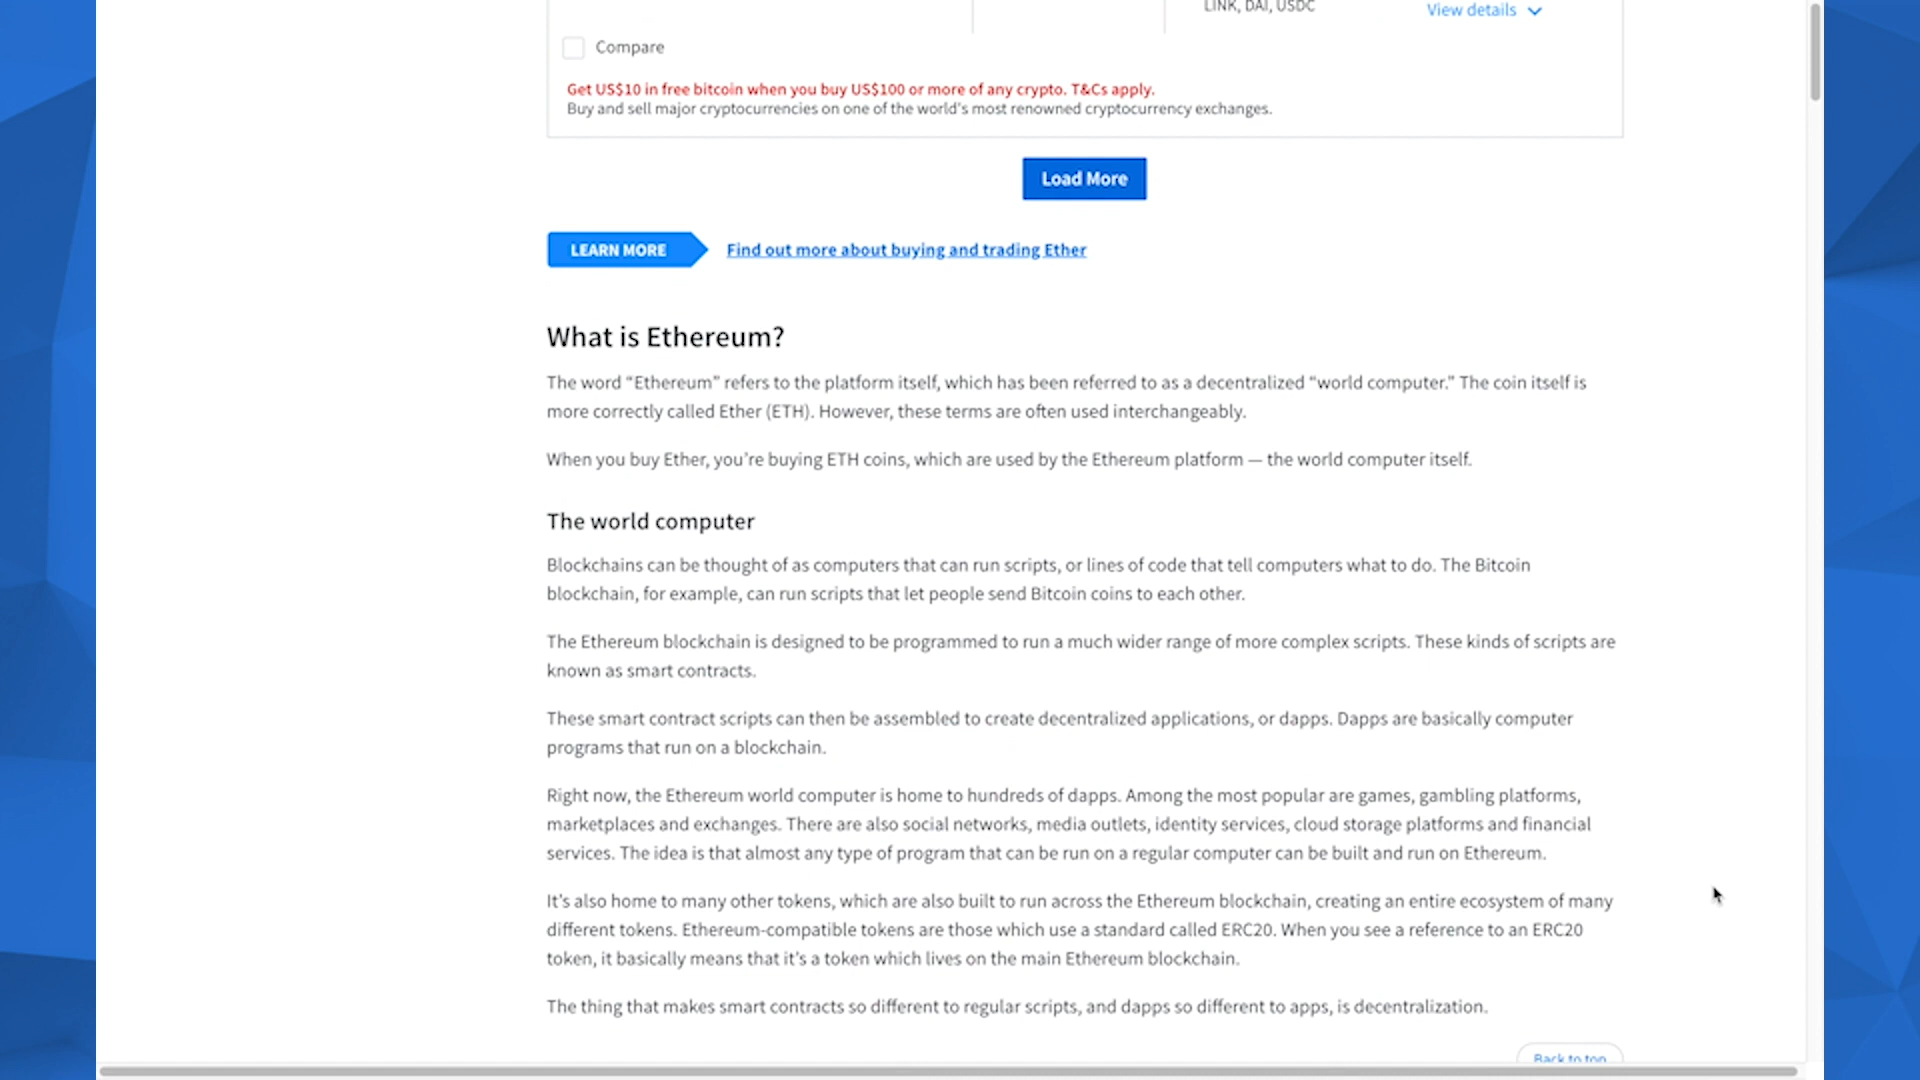 LINK, DAI, USDC
View details
Compare
Get US$10 in free bitcoin when you buy US$100 or more of any crypto. T&Cs apply.
Buy and sell major cryptocurrencies on one of the world's most renowned cryptocurrency exchanges.
Load More
LEARN MORE
Find out more about buying and trading Ether
What is Ethereum?
The word “Ethereum” refers to the platform itself, which has been referred to as a decentralized “world computer.” The coin itself is
more correctly called Ether (ETH). However, these terms are often used interchangeably.
When you buy Ether, you’re buying ETH coins, which are used by the Ethereum platform — the world computer itself.
The world computer
Blockchains can be thought of as computers that can run scripts, or lines of code that tell computers what to do. The Bitcoin
blockchain, for example, can run scripts that let people send Bitcoin coins to each other.
The Ethereum blockchain is designed to be programmed to run a much wider range of more complex scripts. These kinds of scripts are
known as smart contracts.
These smart contract scripts can then be assembled to create decentralized applications, or dapps. Dapps are basically computer
programs that run on a blockchain.
Right now, the Ethereum world computer is home to hundreds of dapps. Among the most popular are games, gambling platforms,
marketplaces and exchanges. There are also social networks, media outlets, identity services, cloud storage platforms and financial
services. The idea is that almost any type of program that can be run on a regular computer can be built and run on Ethereum.
It’s also home to many other tokens, which are also built to run across the Ethereum blockchain, creating an entire ecosystem of many
different tokens. Ethereum-compatible tokens are those which use a standard called ERC20. When you see a reference to an ERC20
token, it basically means that it’s a token which lives on the main Ethereum blockchain.
The thing that makes smart contracts so different to regular scripts, and dapps so different to apps, is decentralization.
Back to top